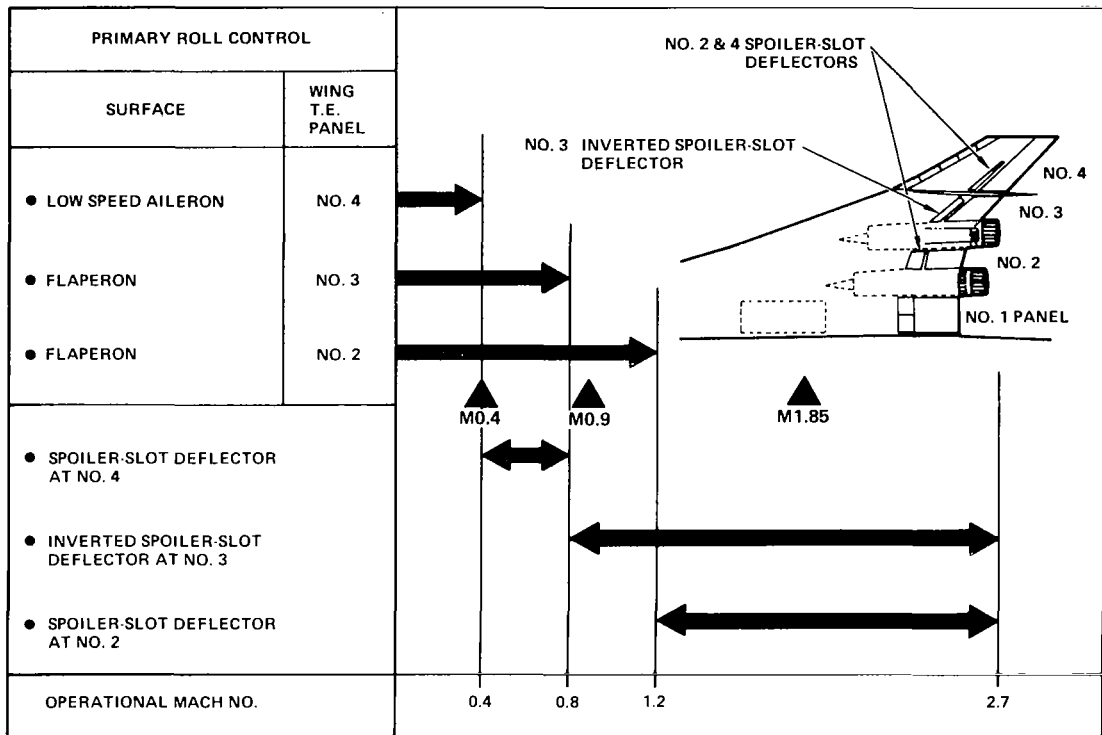 PRIMARY ROLL CONTROL
SURFACE
WING
T.E.
PANEL
NO. 2 & 4 SPOILER-SLOT
DEFLECTORS
NO. 3 INVERTED SPOILER-SLOT
DEFLECTOR
NO. 4
NO. 3
NO. 2
NO. 1 PANEL
• LOW SPEED AILERON NO. 4
• FLAPERON NO. 3
• FLAPERON NO. 2
M0.4 M0.9 M1.85
• SPOILER-SLOT DEFLECTOR
AT NO. 4
• INVERTED SPOILER-SLOT
DEFLECTOR AT NO. 3
• SPOILER-SLOT DEFLECTOR
AT NO. 2
OPERATIONAL MACH NO. 0.4 0.8 1.2 2.7